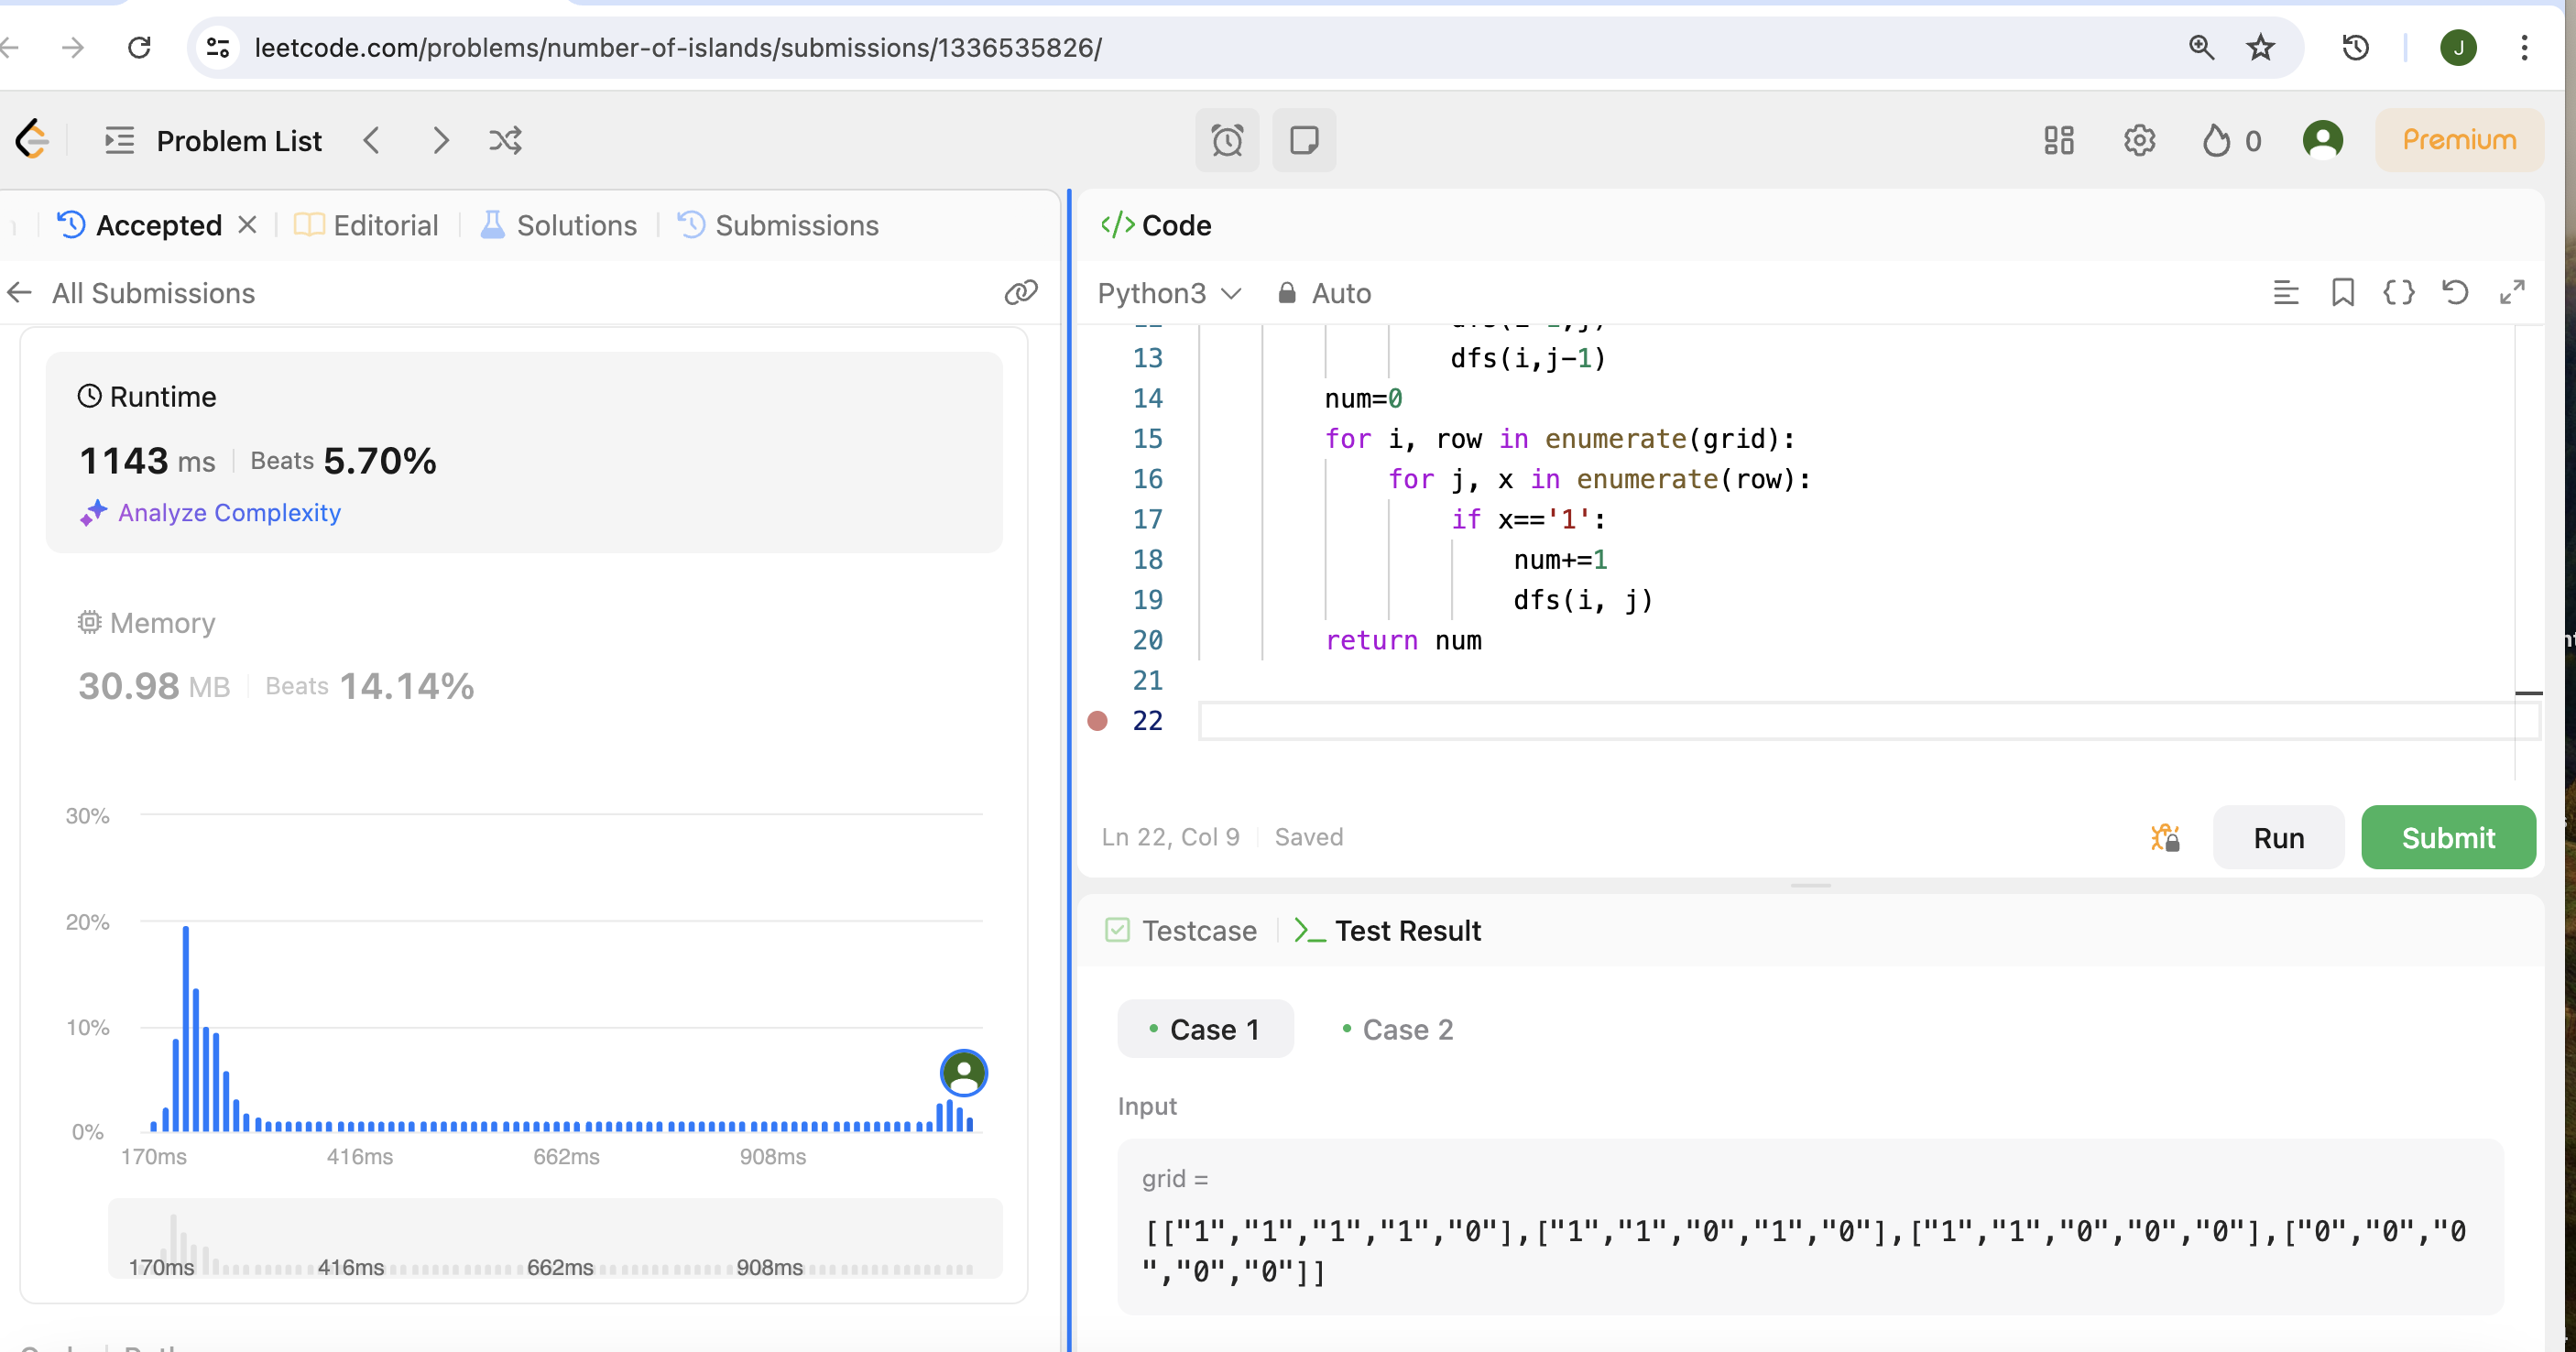 leetcode.com/problems/number-of-islands/submissions/1336535826/
J
Problem List
0
Premium
Accepted
Editorial
Solutions
Submissions
All Submissions
Runtime
1143 ms
Beats 5.70%
Analyze Complexity
Memory
30.98 MB
Beats 14.14%
30%
20%
10%
0%
170ms
416ms
662ms
908ms
170ms
416ms
662ms
908ms
</> Code
Python3
Auto
13 dfs(i,j-1)
14 num=0
15 for i, row in enumerate(grid):
16 for j, x in enumerate(row):
17 if x=='1':
18 num+=1
19 dfs(i, j)
20 return num
21
22
Ln 22, Col 9
Saved
Run
Submit
Testcase
Test Result
Case 1
Case 2
Input
grid =
[["1","1","1","1","0"],["1","1","0","1","0"],["1","1","0","0","0"],["0","0","0
","0","0"]]